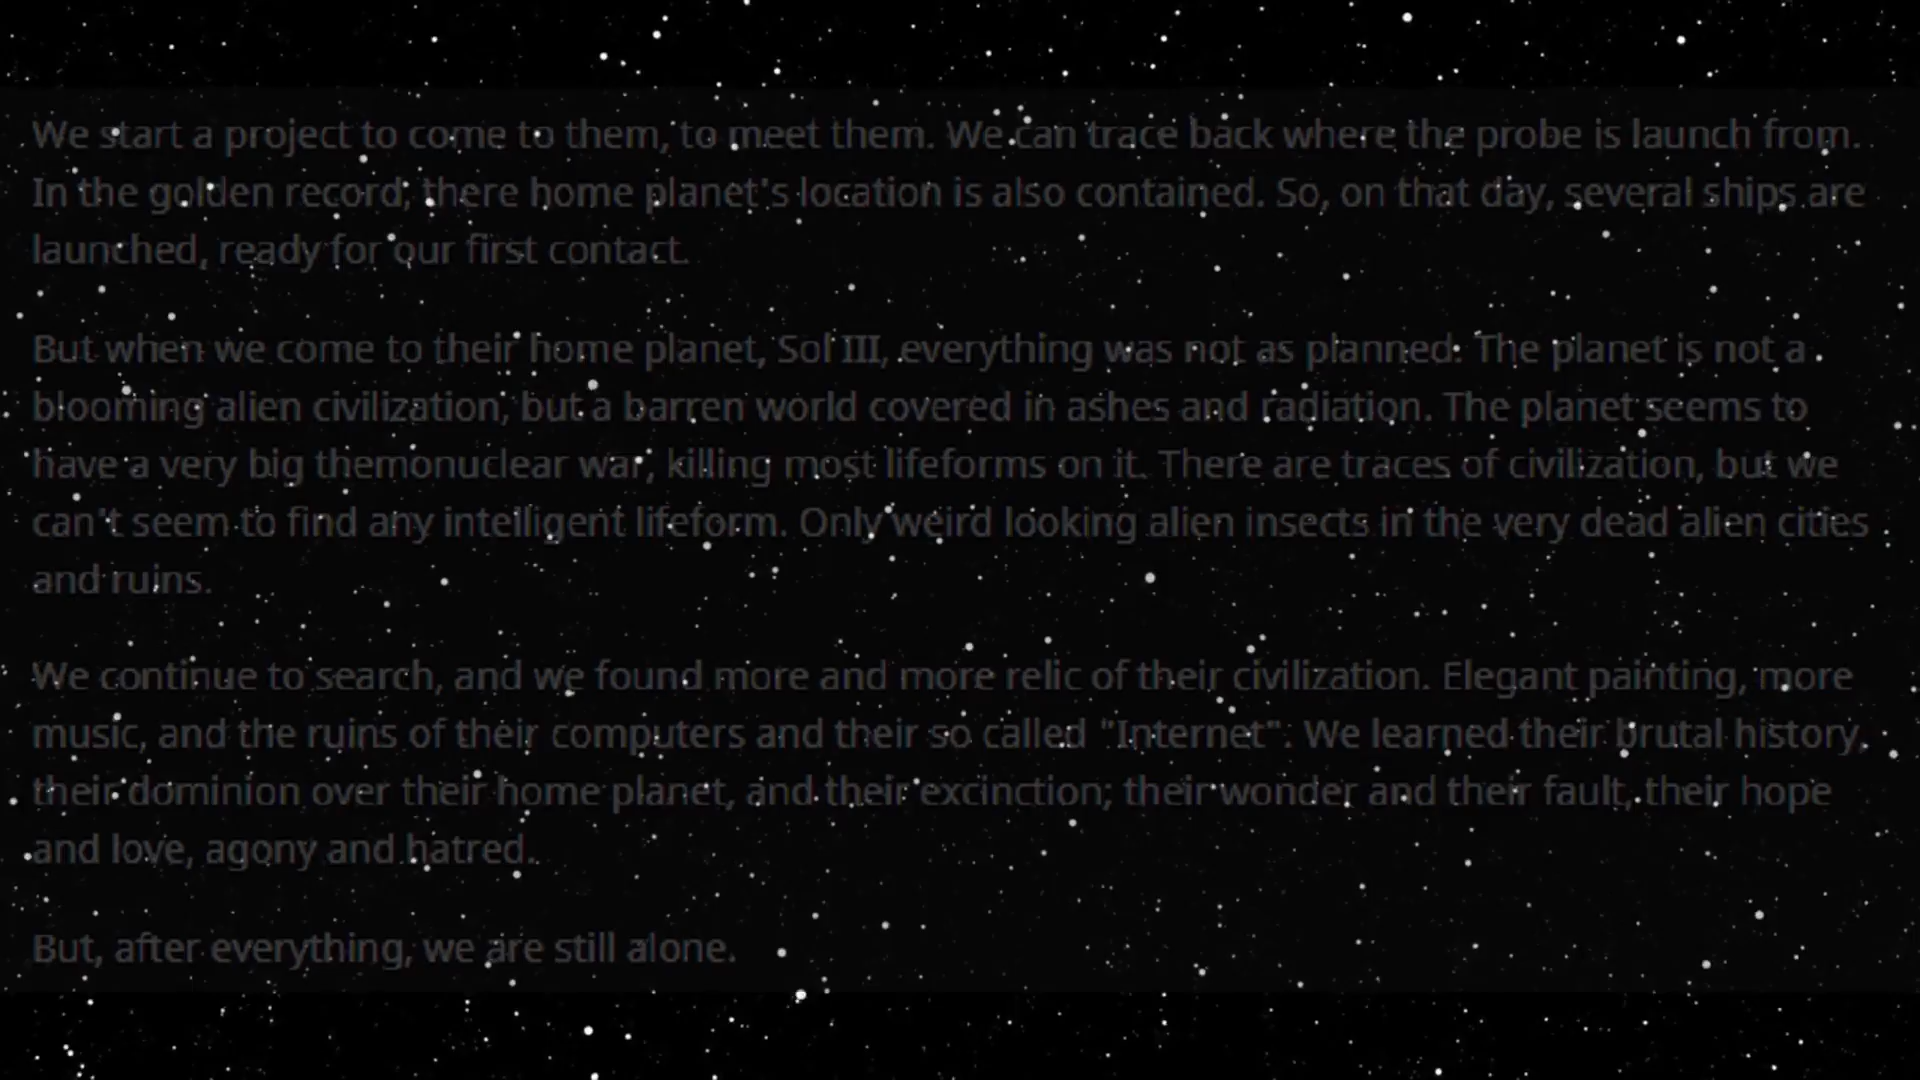 We start a project to come to them, to meet them. We can trace back where the probe is launch from.
In the golden record, there home planet's location is also contained. So, on that day, several ships are
launched, ready for our first contact.
But when we come to their home planet, Sol III, everything was not as planned. The planet is not a
blooming alien civilization, but a barren world covered in ashes and radiation. The planet seems to
have a very big themonuclear war, killing most lifeforms on it. There are traces of civilization, but we
can't seem to find any intelligent lifeform. Only weird looking alien insects in the very dead alien cities
and ruins.
We continue to search, and we found more and more relic of their civilization. Elegant painting, more
music, and the ruins of their computers and their so called "Internet". We learned their brutal history,
their dominion over their home planet, and their excinction; their wonder and their fault, their hope
and love, agony and hatred.
But, after everything, we are still alone.